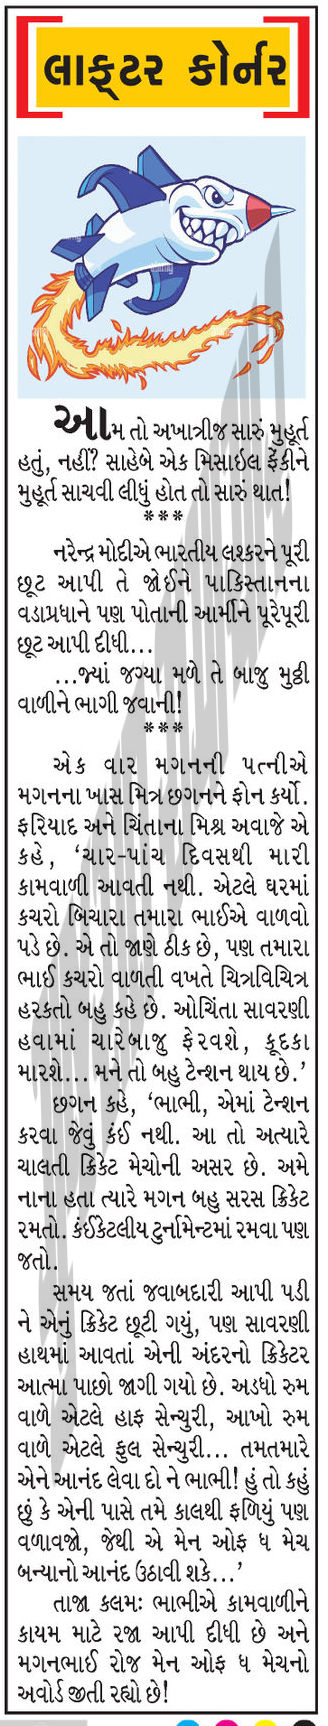 લાફ્ટર કોર્નર
આમ તો અખાત્રીજ સારું મુહૂર્ત
હતું, નહીં? સાહેબે એક મિસાઇલ ફેંકીને
મુહૂર્ત સાચવી લીધું હોત તો સારું થાત!
***
નરેન્દ્ર મોદીએ ભારતીય લશ્કરને પૂરી
છૂટ આપી તે જોઈને પાકિસ્તાનના
વડાપ્રધાને પણ પોતાની આર્મીને પૂરેપૂરી
છૂટ આપી દીધી...
...જ્યાં જગ્યા મળે તે બાજુ મુઠ્ઠી
વાળીને ભાગી જવાની!
***
એક વાર મગનની પત્નીએ
મગનના ખાસ મિત્ર છગનને ફોન કર્યો.
ફરિયાદ અને ચિંતાના મિશ્ર અવાજે એ
કહે, ‘ચાર-પાંચ દિવસથી મારી
કામવાળી આવતી નથી. એટલે ઘરમાં
કચરો બિચારા તમારા ભાઈએ વાળવો
પડે છે. એ તો જાણે ઠીક છે, પણ તમારા
ભાઈ કચરો વાળતી વખતે ચિત્રવિચિત્ર
હરકતો બહુ કહે છે. ઓચિંતા સાવરણી
હવામાં ચારેબાજુ ફેરવશે, કૂદકા
મારશે... મને તો બહુ ટેન્શન થાય છે.’
છગન કહે, ‘ભાભી, એમાં ટેન્શન
કરવા જેવું કંઈ નથી. આ તો અત્યારે
ચાલતી ક્રિકેટ મેચોની અસર છે. અમે
નાના હતા ત્યારે મગન બહુ સરસ ક્રિકેટ
રમતો. કંઈકેટલીય ટુર્નામેન્ટમાં રમવા પણ
જતો.
સમય જતાં જવાબદારી આપી પડી
ને એનું ક્રિકેટ છૂટી ગયું, પણ સાવરણી
હાથમાં આવતાં એની અંદરનો ક્રિકેટર
આત્મા પાછો જાગી ગયો છે. અડધો રુમ
વાળે એટલે હાફ સેન્ચુરી, આખો રુમ
વાળે એટલે ફુલ સેન્ચુરી... તમતમારે
એને આનંદ લેવા દો ને ભાભી! હું તો કહું
છું કે એની પાસે તમે કાલથી ફળિયું પણ
વળાવજો, જેથી એ મેન ઓફ ધ મેચ
બન્યાનો આનંદ ઉઠાવી શકે...’
તાજા કલમઃ ભાભીએ કામવાળીને
કાયમ માટે રજા આપી દીધી છે અને
મગનભાઈ રોજ મેન ઓફ ધ મેચનો
અવોર્ડ જીતી રહ્યો છે!